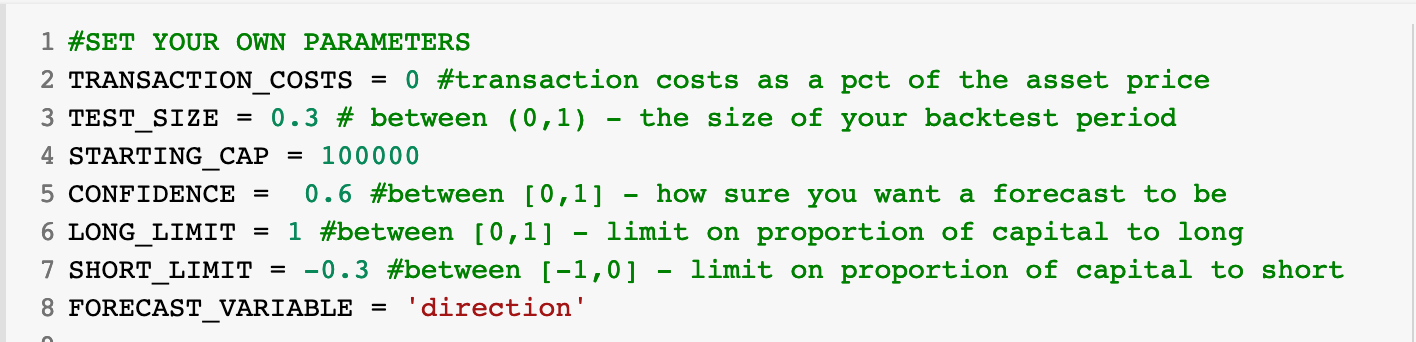 1 #SET YOUR OWN PARAMETERS
2 TRANSACTION_COSTS = 0 #transaction costs as a pct of the asset price
3 TEST_SIZE = 0.3 # between (0,1) - the size of your backtest period
4 STARTING_CAP = 100000
5 CONFIDENCE =  0.6 #between [0,1] - how sure you want a forecast to be
6 LONG_LIMIT = 1 #between [0,1] - limit on proportion of capital to long
7 SHORT_LIMIT = -0.3 #between [-1,0] - limit on proportion of capital to short
8 FORECAST_VARIABLE = 'direction'